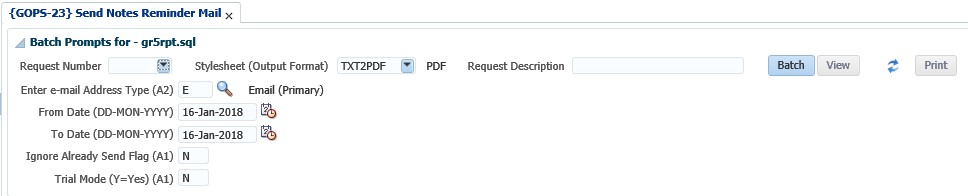 {GOPS-23} Send Notes Reminder Mail x
Batch Prompts for - gr5rpt.sql
Request Number Stylesheet (Output Format) TXT2PDF PDF Request Description Batch View Print
Enter e-mail Address Type (A2) E Email (Primary)
From Date (DD-MON-YYYY) 16-Jan-2018
To Date (DD-MON-YYYY) 16-Jan-2018
Ignore Already Send Flag (A1) N
Trial Mode (Y=Yes) (A1) N